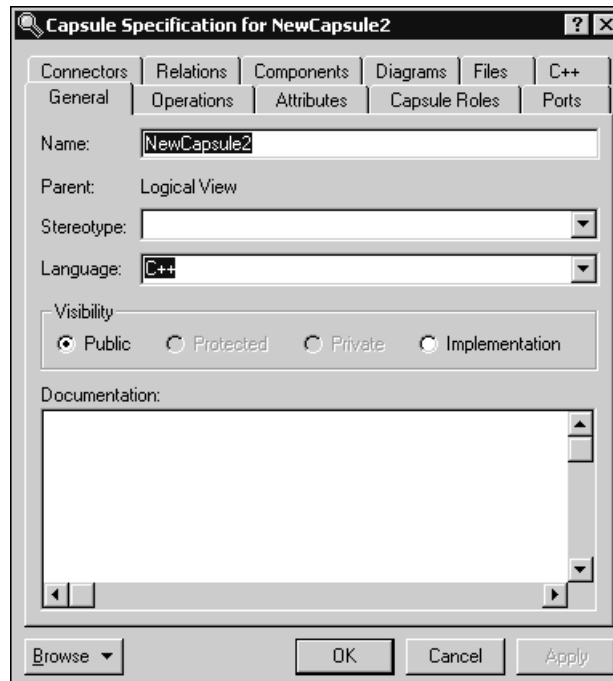 Capsule Specification for NewCapsule2
Connectors Relations Components Diagrams Files C++
General Operations Attributes Capsule Roles Ports
Name: NewCapsule2
Parent: Logical View
Stereotype:
Language: C++
Visibility
Public Protected Private Implementation
Documentation:
Browse OK Cancel Apply